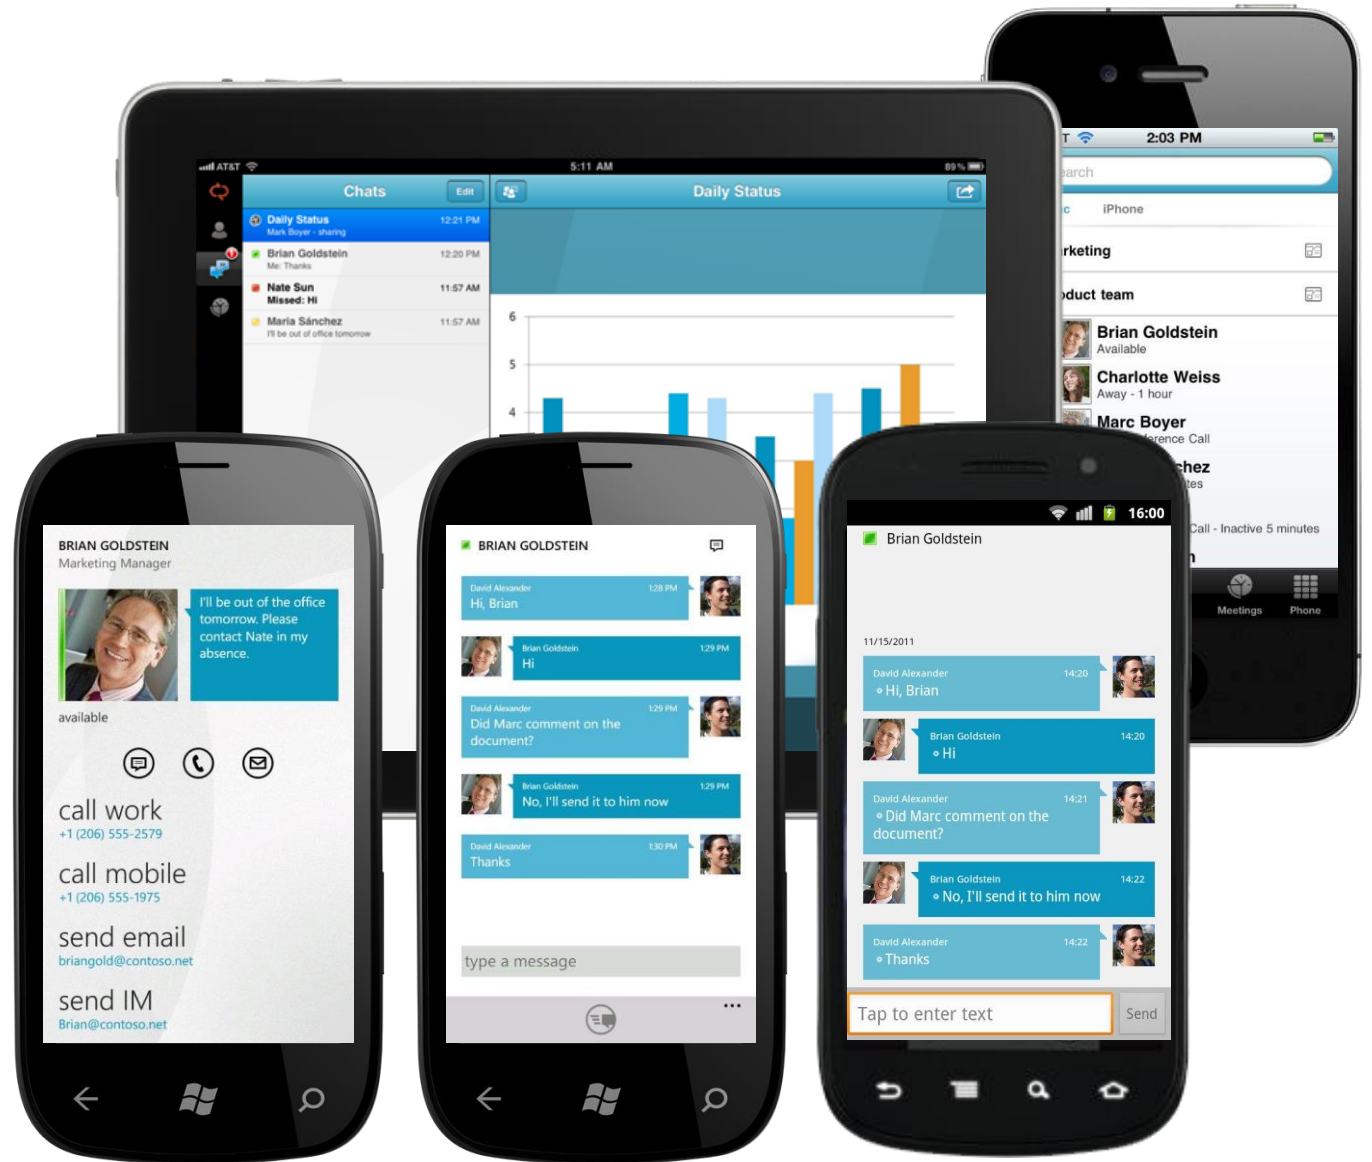 AT&T
5:11 AM
89%
Chats
Edit
Daily Status
Daily Status
12:21 PM
Mark Boyer - sharing
Brian Goldstein
12:20 PM
Me: Thanks
Nate Sun
11:57 AM
Missed: Hi
Maria Sánchez
11:57 AM
I'll be out of office tomorrow
6
5
4
T
2:03 PM
earch
c
iPhone
rketing
duct team
Brian Goldstein
Available
Charlotte Weiss
Away - 1 hour
Marc Boyer
erence Call
chez
tes
Call - Inactive 5 minutes
n
Meetings
Phone
BRIAN GOLDSTEIN
Marketing Manager
I'll be out of the office
tomorrow. Please
contact Nate in my
absence.
available
call work
+1 (206) 555-2579
call mobile
+1 (206) 555-1975
send email
briangold@contoso.net
send IM
Brian@contoso.net
BRIAN GOLDSTEIN
David Alexander
1:28 PM
Hi, Brian
Brian Goldstein
1:29 PM
Hi
David Alexander
1:29 PM
Did Marc comment on the
document?
Brian Goldstein
1:29 PM
No, I'll send it to him now
David Alexander
1:30 PM
Thanks
type a message
...
16:00
Brian Goldstein
11/15/2011
David Alexander
14:20
Hi, Brian
Brian Goldstein
14:20
Hi
David Alexander
14:21
Did Marc comment on the
document?
Brian Goldstein
14:22
No, I'll send it to him now
David Alexander
14:22
Thanks
Tap to enter text
Send